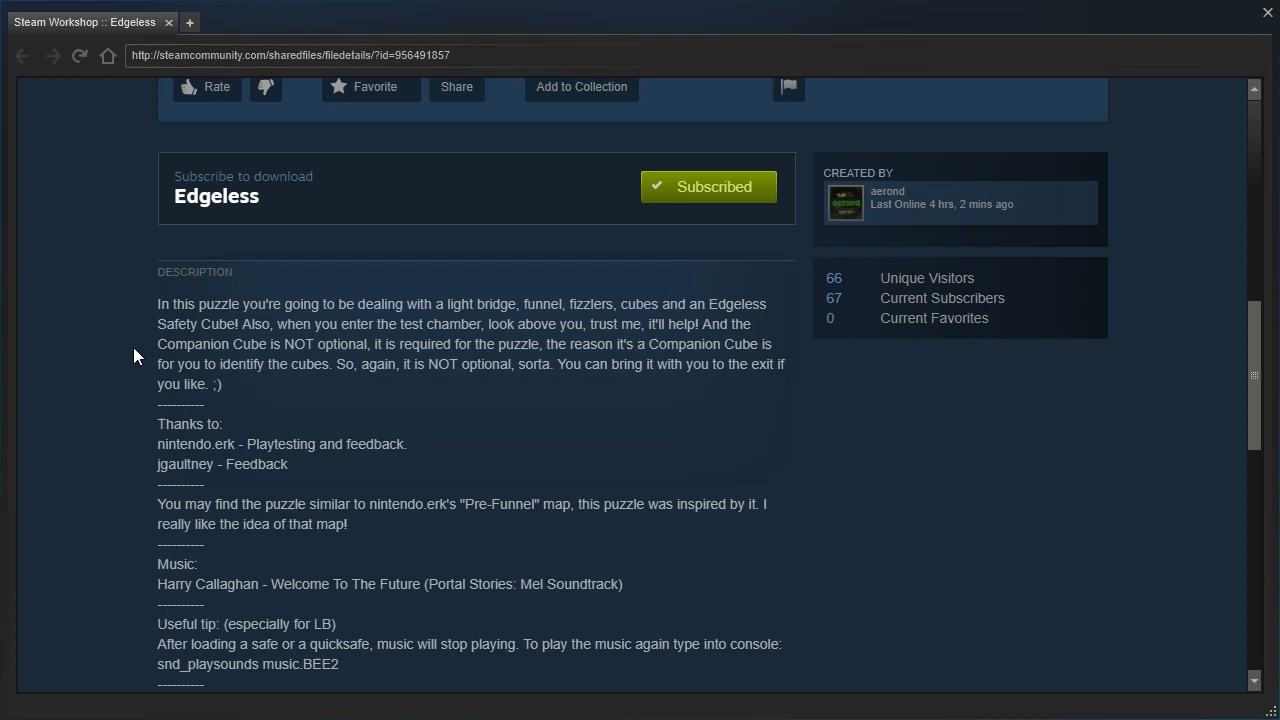 Steam Workshop :: Edgeless
http://steamcommunity.com/sharedfiles/filedetails/?id=956491857
Rate
Favorite
Share
Add to Collection
Subscribe to download
Edgeless
Subscribed
CREATED BY
aerond
aerond
Last Online 4 hrs, 2 mins ago
66 Unique Visitors
67 Current Subscribers
0 Current Favorites
DESCRIPTION
In this puzzle you're going to be dealing with a light bridge, funnel, fizzlers, cubes and an Edgeless
Safety Cube! Also, when you enter the test chamber, look above you, trust me, it'll help! And the
Companion Cube is NOT optional, it is required for the puzzle, the reason it's a Companion Cube is
for you to identify the cubes. So, again, it is NOT optional, sorta. You can bring it with you to the exit if
you like. ;)
----------
Thanks to:
nintendo.erk - Playtesting and feedback.
jgaultney - Feedback
----------
You may find the puzzle similar to nintendo.erk's "Pre-Funnel" map, this puzzle was inspired by it. I
really like the idea of that map!
----------
Music:
Harry Callaghan - Welcome To The Future (Portal Stories: Mel Soundtrack)
----------
Useful tip: (especially for LB)
After loading a safe or a quicksafe, music will stop playing. To play the music again type into console:
snd_playsounds music.BEE2
----------